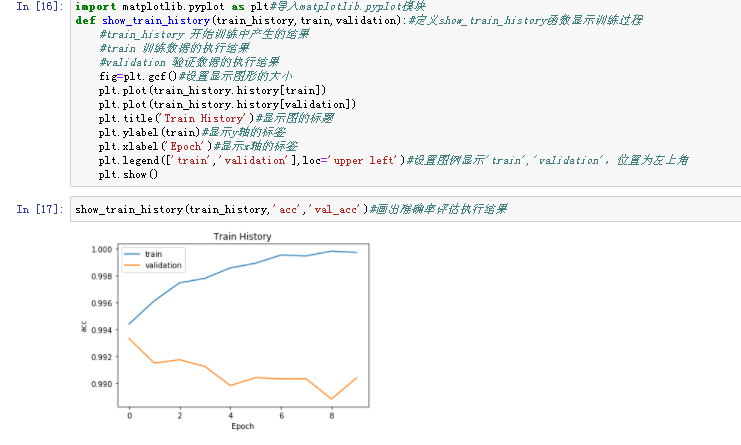 In [16]: import matplotlib.pyplot as plt#导入matplotlib.pyplot模块
def show_train_history(train_history,train,validation):#定义show_train_history函数显示训练过程
#train_history 开始训练中产生的结果
#train 训练数据的执行结果
#validation 验证数据的执行结果
fig=plt.gcf()#设置显示图形的大小
plt.plot(train_history.history[train])
plt.plot(train_history.history[validation])
plt.title('Train History')#显示图的标题
plt.ylabel(train)#显示y轴的标签
plt.xlabel('Epoch')#显示x轴的标签
plt.legend(['train','validation'],loc='upper left')#设置图例显示'train','validation'，位置为左上角
plt.show()
In [17]: show_train_history(train_history,'acc','val_acc')#画出准确率评估执行结果
Train History
train
validation
1.000
0.998
0.996
0.994
0.992
0.990
acc
0 2 4 6 8
Epoch